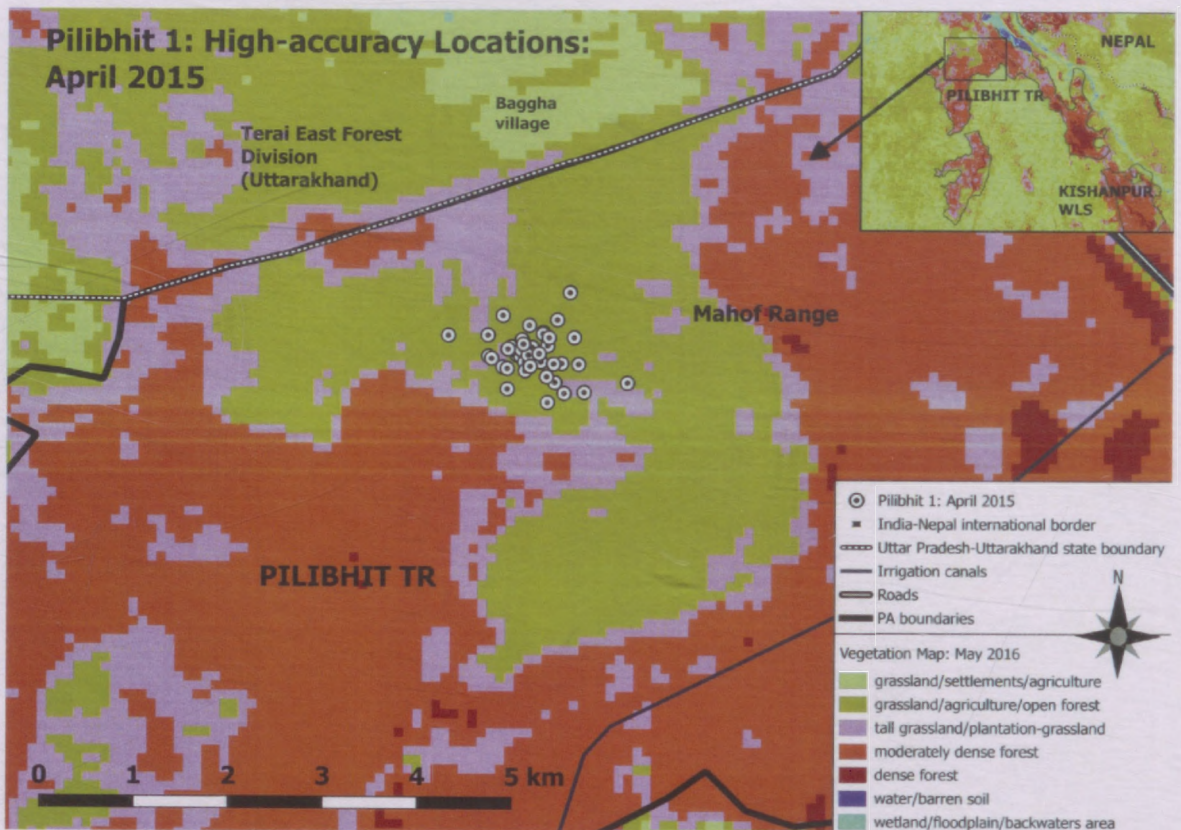 Pilibhit 1: High-accuracy Locations:
April 2015
Baggha
village
Terai East Forest
Division
(Uttarakhand)
NEPAL
PILIBHIT TR
KISHANPUR
WLS
Mahof Range
PILIBHIT TR
Pilibhit 1: April 2015
India-Nepal international border
Uttar Pradesh-Uttarakhand state boundary
Irrigation canals
Roads
PA boundaries
N
Vegetation Map: May 2016
grassland/settlements/agriculture
grassland/agriculture/open forest
tall grassland/plantation-grassland
moderately dense forest
dense forest
water/barren soil
wetland/floodplain/backwaters area
0 1 2 3 4 5 km